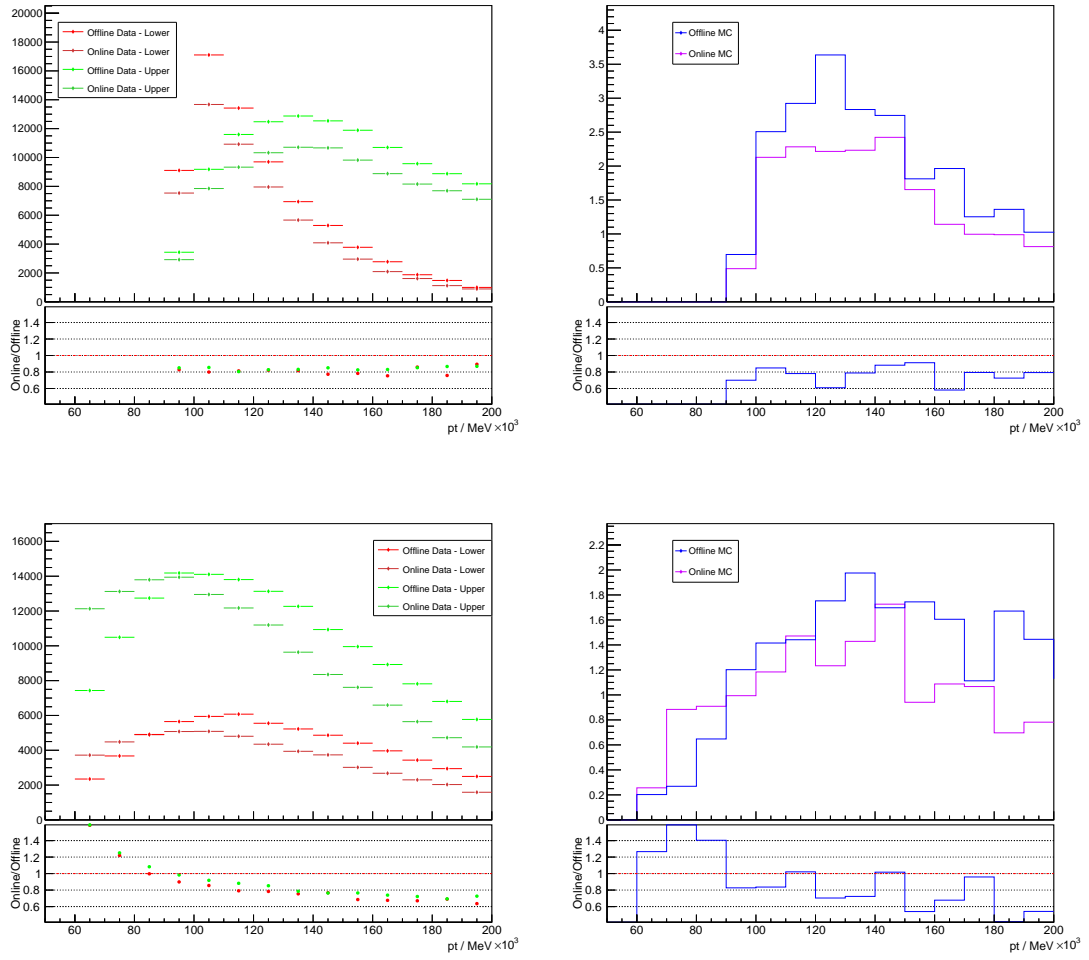 20000
18000
16000
14000
12000
10000
8000
6000
4000
2000
0
Offline Data - Lower
Online Data - Lower
Offline Data - Upper
Online Data - Upper
1.4
1.2
1
0.8
0.6
Online/Offline
60 80 100 120 140 160 180 200
pt / MeV ×10³
4
3.5
3
2.5
2
1.5
1
0.5
0
Offline MC
Online MC
1.4
1.2
1
0.8
0.6
Online/Offline
60 80 100 120 140 160 180 200
pt / MeV ×10³
16000
14000
12000
10000
8000
6000
4000
2000
0
Offline Data - Lower
Online Data - Lower
Offline Data - Upper
Online Data - Upper
1.4
1.2
1
0.8
0.6
Online/Offline
60 80 100 120 140 160 180 200
pt / MeV ×10³
2.2
2
1.8
1.6
1.4
1.2
1
0.8
0.6
0.4
0.2
0
Offline MC
Online MC
1.4
1.2
1
0.8
0.6
Online/Offline
60 80 100 120 140 160 180 200
pt / MeV ×10³